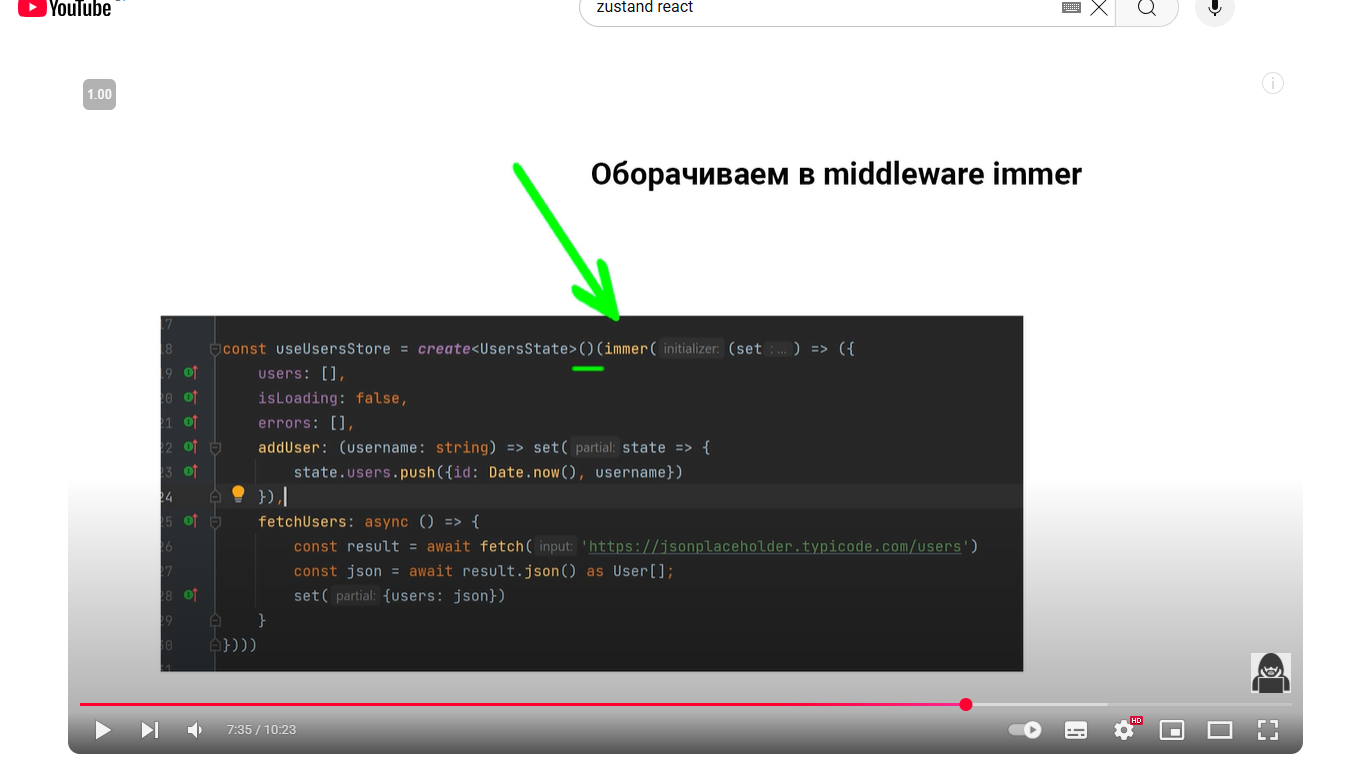 YouTube
zustand react
1.00
Оборачиваем в middleware immer
17
18 const useUsersStore = create<UsersState>()(immer( initializer: (set : ... ) => ({
19 users: [],
20 isLoading: false,
21 errors: [],
22 addUser: (username: string) => set( partial: state => {
23 state.users.push({id: Date.now(), username})
24 }),
25 fetchUsers: async () => {
26 const result = await fetch( input: 'https://jsonplaceholder.typicode.com/users')
27 const json = await result.json() as User[];
28 set( partial: {users: json})
29 }
30 })))
31
7:35 / 10:23
HD